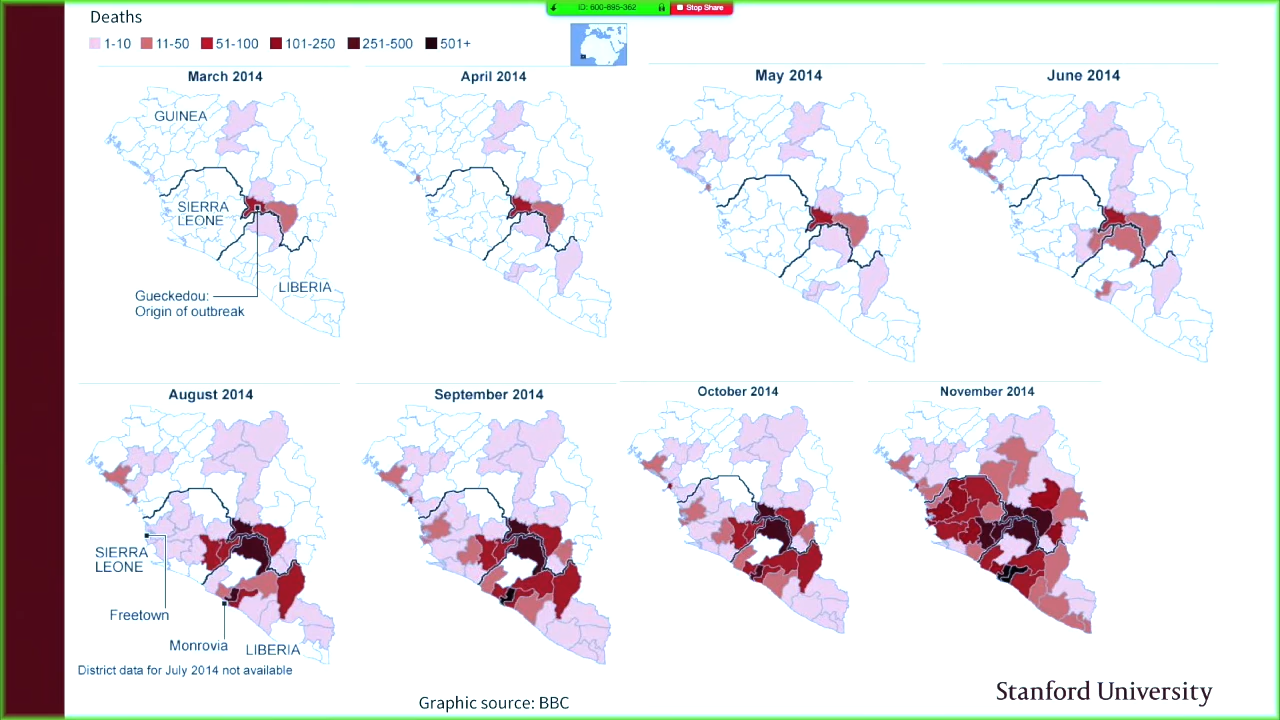 ID: 600-895-362
Stop Share
Deaths
1-10
11-50
51-100
101-250
251-500
501+
March 2014
April 2014
May 2014
June 2014
GUINEA
SIERRA
LEONE
LIBERIA
Gueckedou:
Origin of outbreak
August 2014
September 2014
October 2014
November 2014
SIERRA
LEONE
Freetown
Monrovia
LIBERIA
District data for July 2014 not available
Graphic source: BBC
Stanford University